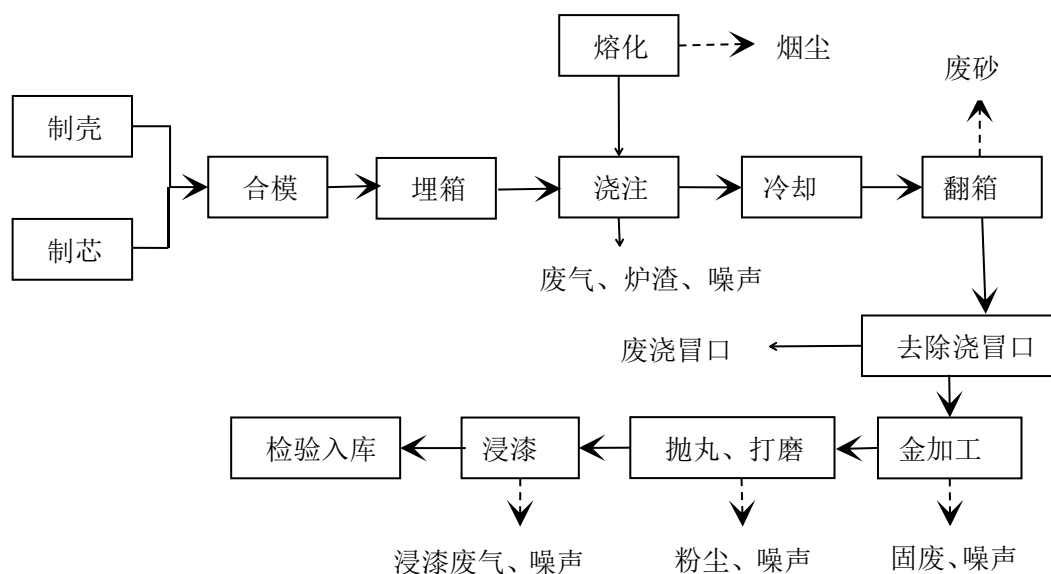 熔化
烟尘
废砂
制壳
合模
埋箱
浇注
冷却
翻箱
制芯
废气、炉渣、噪声
废浇冒口
去除浇冒口
检验入库
浸漆
抛丸、打磨
金加工
浸漆废气、噪声
粉尘、噪声
固废、噪声